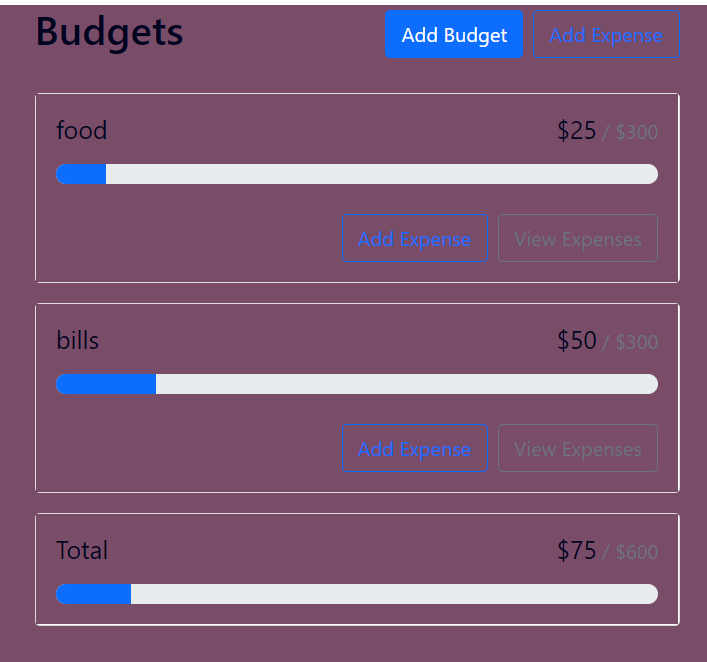 Budgets Add Budget Add Expense
food $25 / $300
Add Expense View Expenses
bills $50 / $300
Add Expense View Expenses
Total $75 / $600